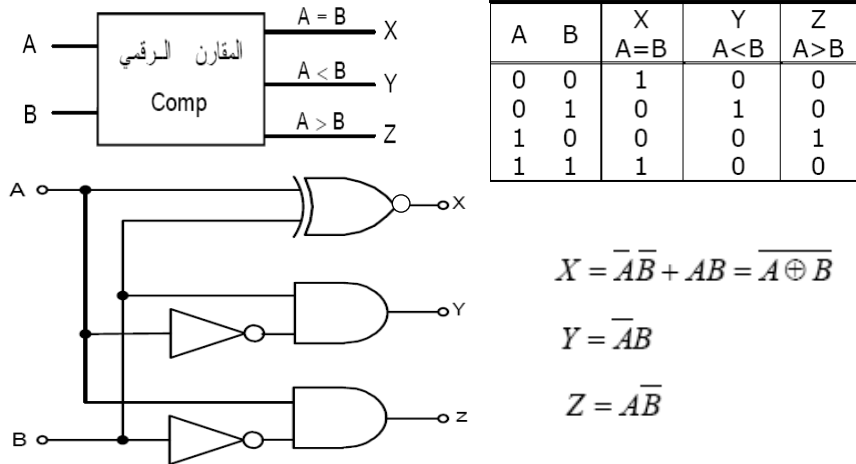 A = B
X
A
المقارن الرقمي
A < B
Y
Comp
B
A > B
Z
A B X Y Z
A=B A<B A>B
0 0 1 0 0
0 1 0 1 0
1 0 0 0 1
1 1 1 0 0
A
X
Y
B
Z
X = A̅B̅ + AB = \overline{A ⊕ B}
Y = A̅B
Z = AB̅